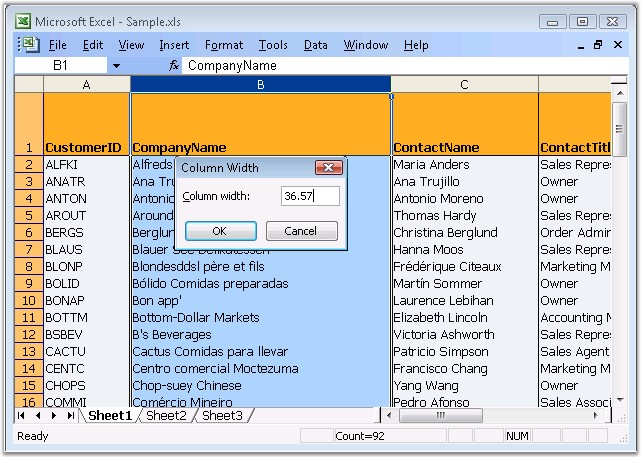 Microsoft Excel - Sample.xls
File Edit View Insert Format Tools Data Window Help
B1 fx CompanyName
A B C
1 CustomerID CompanyName ContactName ContactTitl
2 ALFKI Alfreds Maria Anders Sales Repres
3 ANATR Ana Tru Ana Trujillo Owner
4 ANTON Antonio Antonio Moreno Owner
5 AROUT Around Thomas Hardy Sales Repres
6 BERGS Berglun Christina Berglund Order Admin
7 BLAUS Blauer See Delikatessen Hanna Moos Sales Repres
8 BLONP Blondesddsl père et fils Frédérique Citeaux Marketing M
9 BOLID Bólido Comidas preparadas Martín Sommer Owner
10 BONAP Bon app' Laurence Lebihan Owner
11 BOTTM Bottom-Dollar Markets Elizabeth Lincoln Accounting M
12 BSBEV B's Beverages Victoria Ashworth Sales Repres
13 CACTU Cactus Comidas para llevar Patricio Simpson Sales Agent
14 CENTC Centro comercial Moctezuma Francisco Chang Marketing M
15 CHOPS Chop-suey Chinese Yang Wang Owner
16 COMMI Comércio Mineiro Pedro Afonso Sales Associ
Column Width
Column width: 36.57
OK Cancel
Sheet1 Sheet2 Sheet3
Ready Count=92 NUM